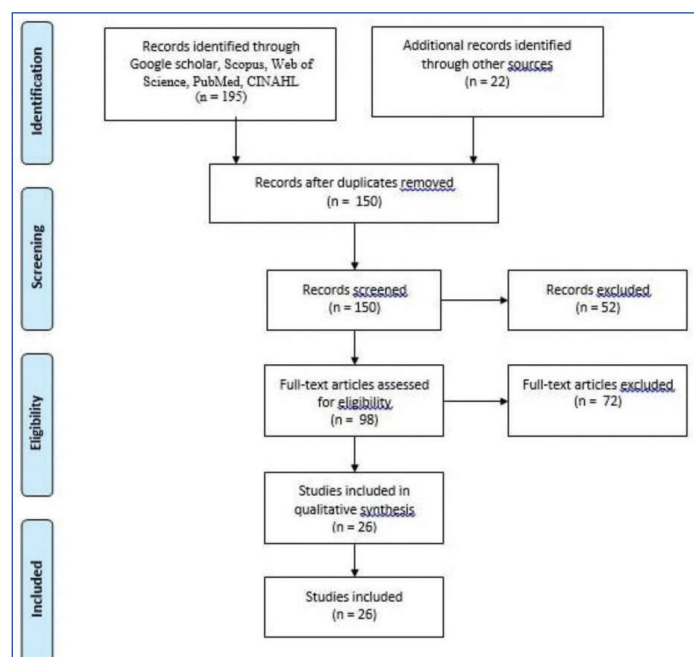 Identification
Records identified through
Google scholar, Scopus, Web of
Science, PubMed, CINAHL
(n = 195)
Additional records identified
through other sources
(n = 22)
Records after duplicates removed
(n = 150)
Screening
Records screened
(n = 150)
Records excluded
(n = 52)
Eligibility
Full-text articles assessed
for eligibility
(n = 98)
Full-text articles excluded
(n = 72)
Studies included in
qualitative synthesis
(n = 26)
Included
Studies included
(n = 26)